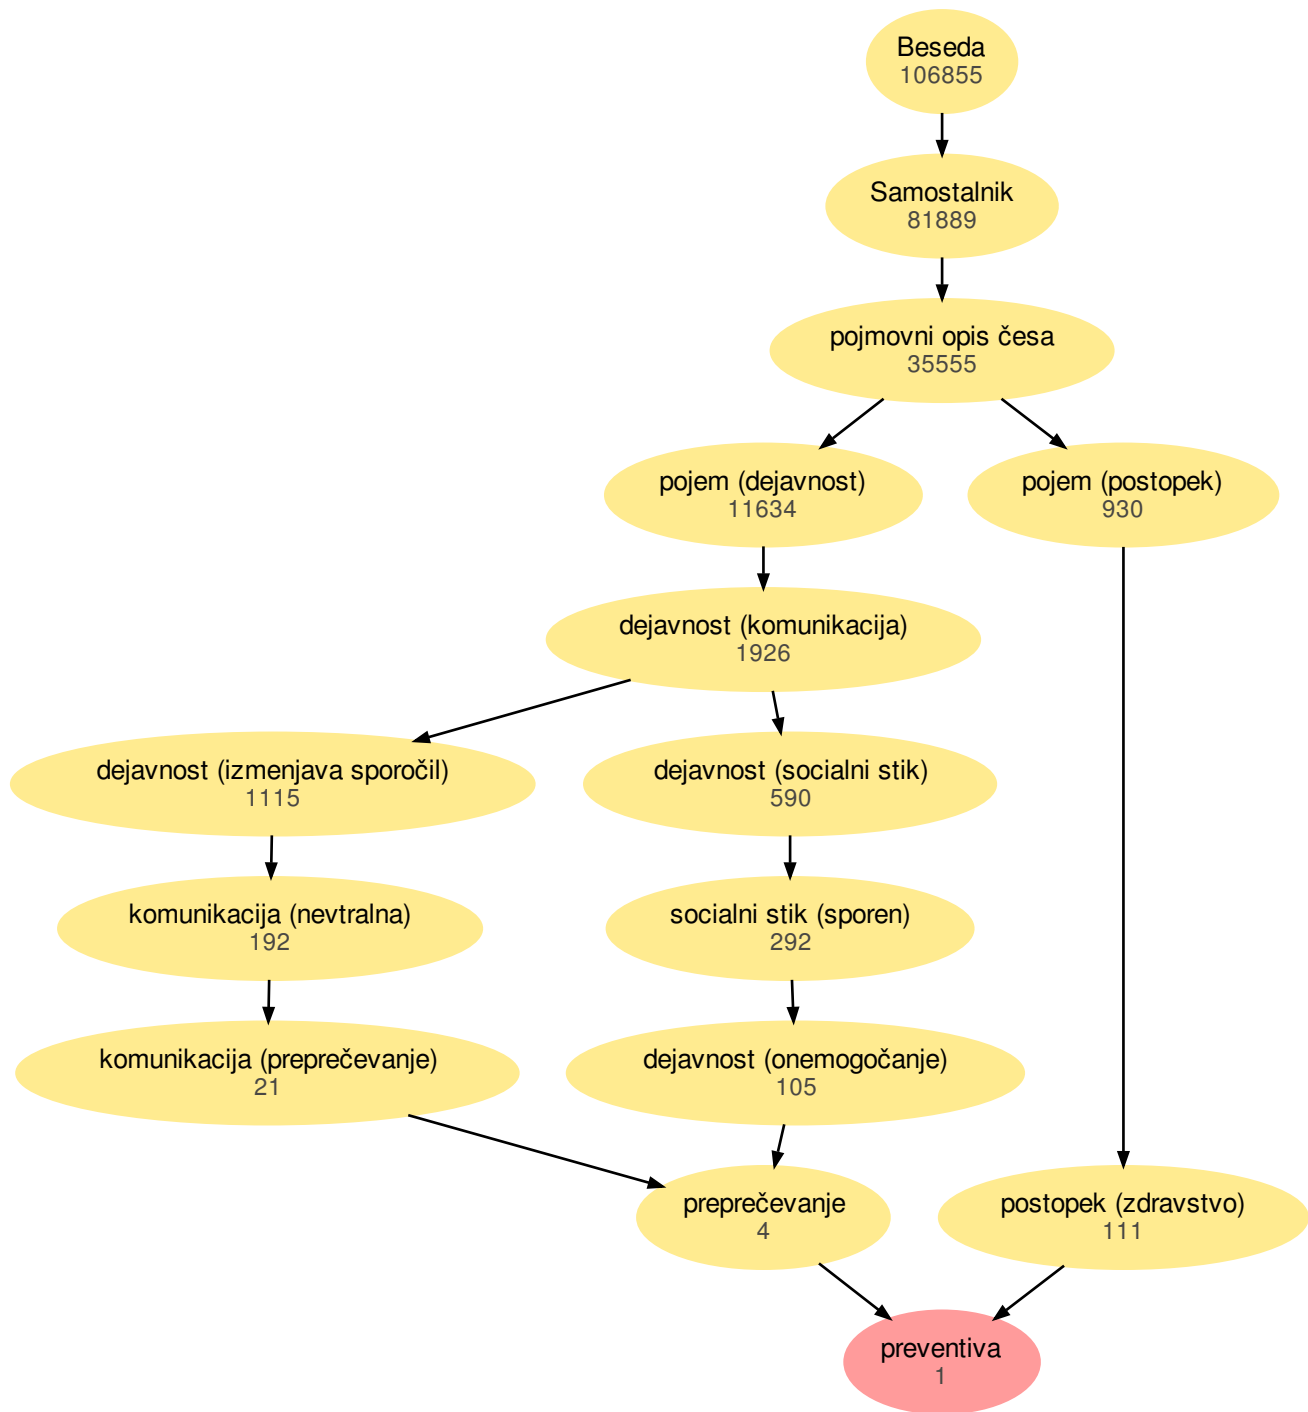 Beseda
106855
Samostalnik
81889
pojmovni opis česa
35555
pojem (dejavnost)
11634
pojem (postopek)
930
dejavnost (komunikacija)
1926
dejavnost (izmenjava sporočil)
1115
dejavnost (socialni stik)
590
komunikacija (nevtralna)
192
socialni stik (sporen)
292
komunikacija (preprečevanje)
21
dejavnost (onemogočanje)
105
preprečevanje
4
postopek (zdravstvo)
111
preventiva
1